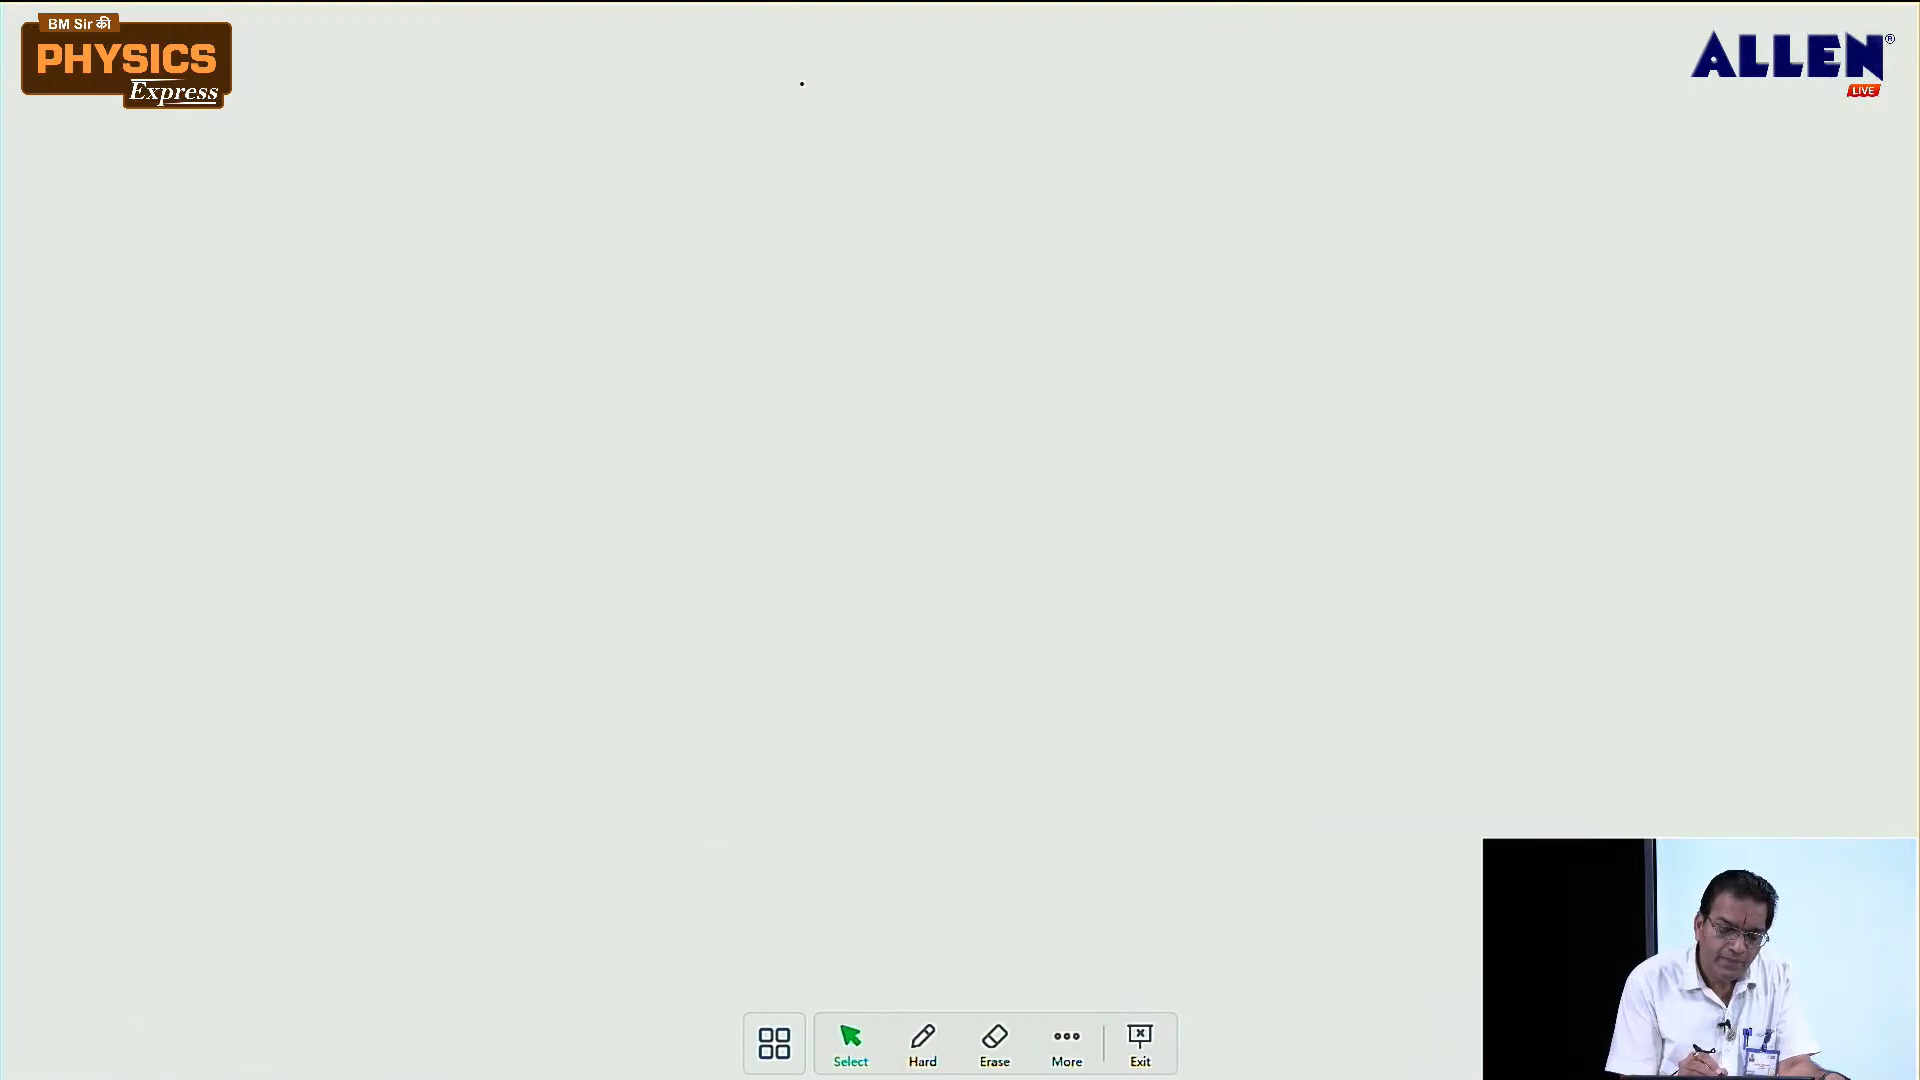 BM Sir की
PHYSICS
Express
ALLEN®
LIVE
Select
Hard
Erase
More
Exit